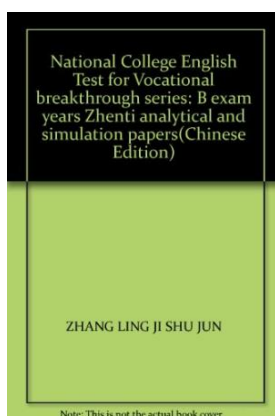 National College English
Test for Vocational
breakthrough series: B exam
years Zhenti analytical and
simulation papers(Chinese
Edition)
ZHANG LING JI SHU JUN
Note: This is not the actual book cover